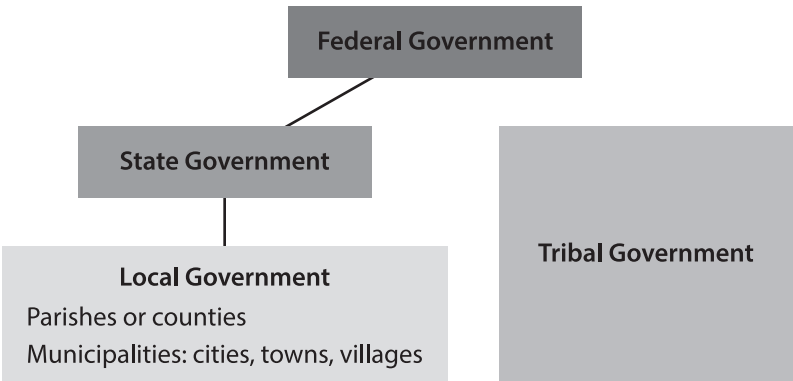 Federal Government
State Government
Local Government
Parishes or counties
Municipalities: cities, towns, villages
Tribal Government